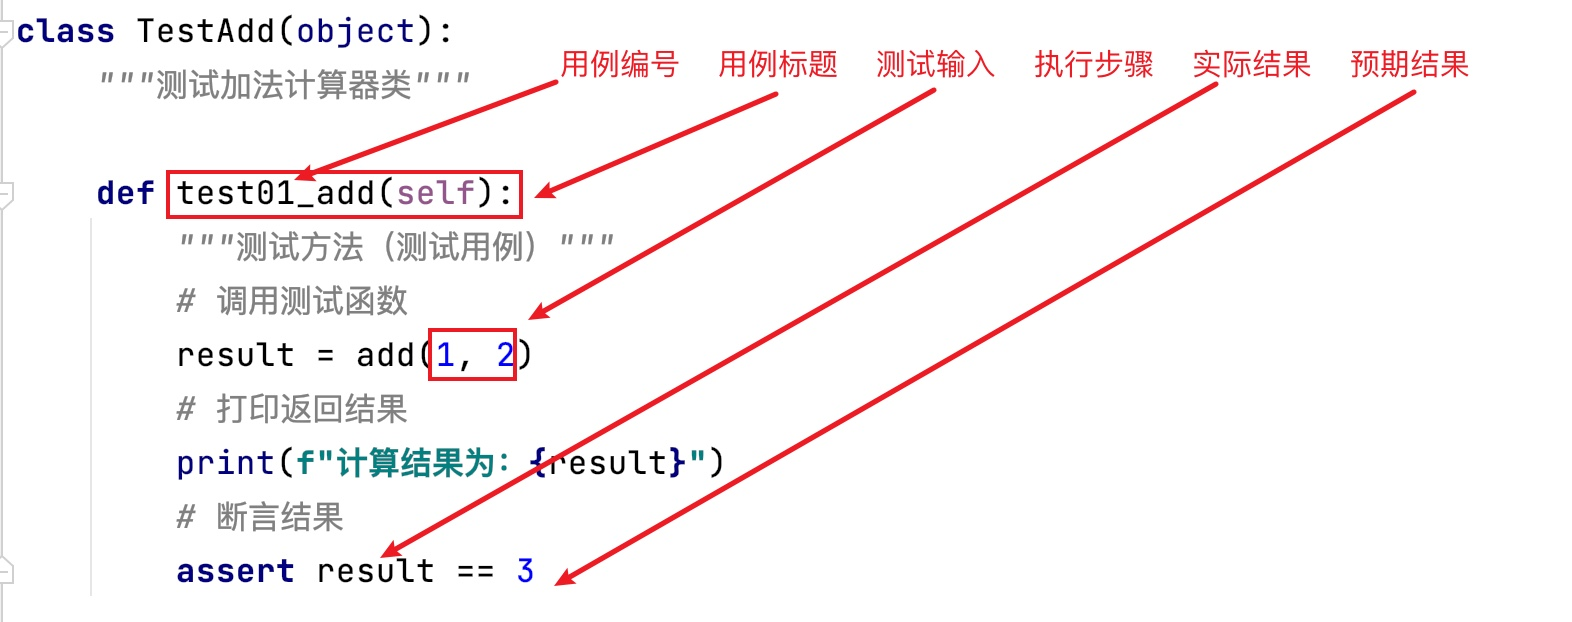 class TestAdd(object):
用例编号 用例标题 测试输入 执行步骤 实际结果 预期结果
"""测试加法计算器类"""
def test01_add(self):
"""测试方法（测试用例）"""
# 调用测试函数
result = add(1, 2)
# 打印返回结果
print(f"计算结果为：{result}")
# 断言结果
assert result == 3